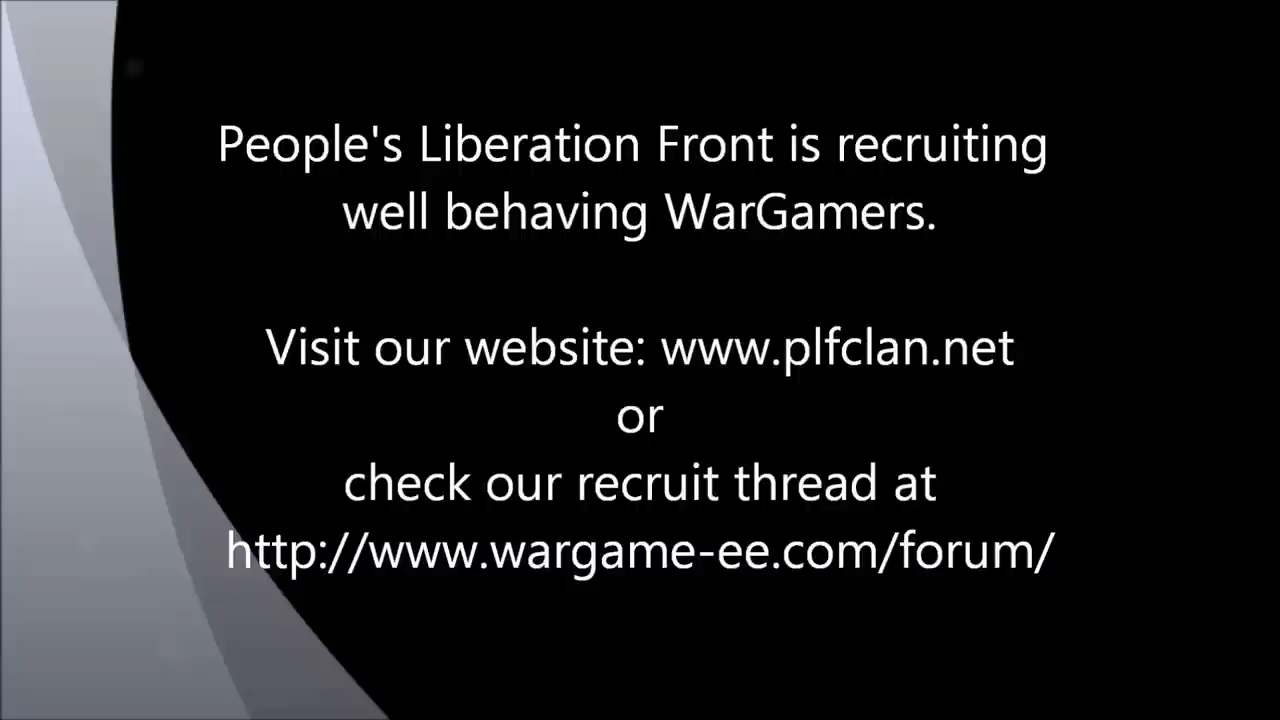 People's Liberation Front is recruiting
well behaving WarGamers.
Visit our website: www.plfclan.net
or
check our recruit thread at
http://www.wargame-ee.com/forum/